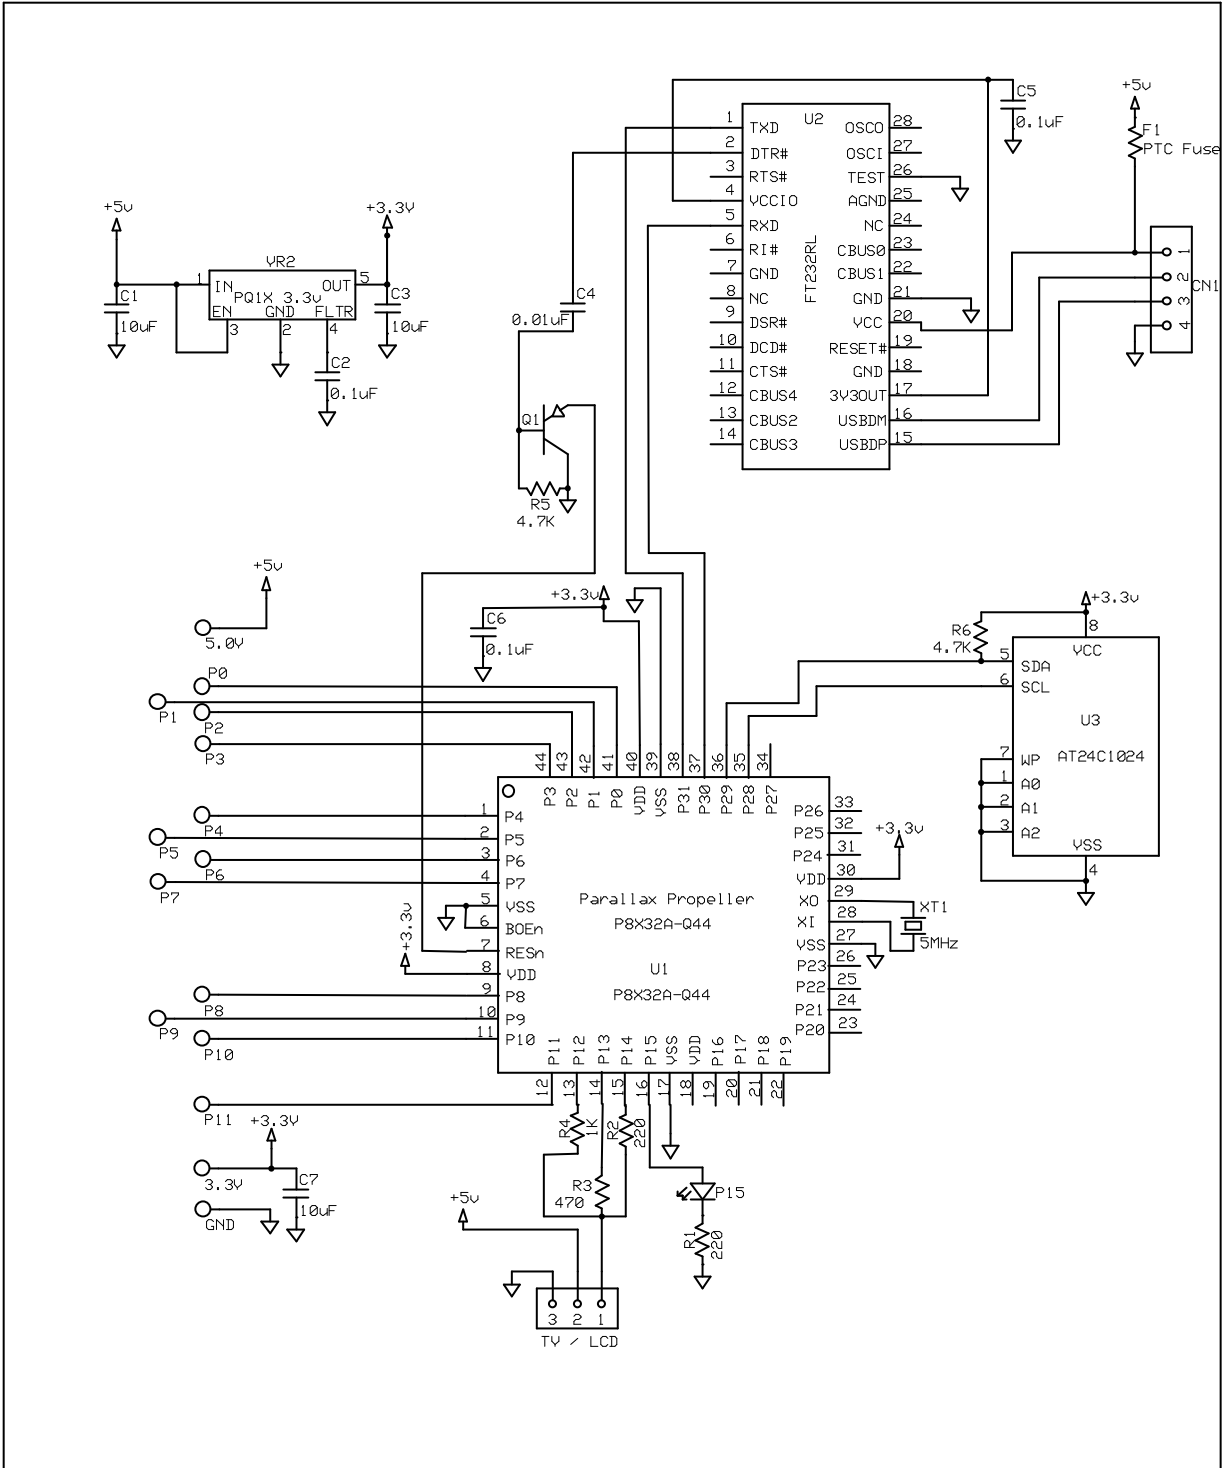 +5v
+3.3V
VR2
1
IN
OUT
5
PQ1X 3.3v
EN
GND
FLTR
3
2
4
C1
10uF
C3
10uF
C2
0.1uF
C4
0.01uF
Q1
R5
4.7K
U2
FT232RL
1
TXD
2
DTR#
3
RTS#
4
VCCIO
5
RXD
6
RI#
7
GND
8
NC
9
DSR#
10
DCD#
11
CTS#
12
CBUS4
13
CBUS2
14
CBUS3
OSCO
28
OSCI
27
TEST
26
AGND
25
NC
24
CBUS0
23
CBUS1
22
GND
21
VCC
20
RESET#
19
GND
18
3V3OUT
17
USBDM
16
USBDP
15
C5
0.1uF
+5v
F1
PTC Fuse
1
2
3
4
CN1
+5v
5.0V
P0
P1
P2
P3
P4
P5
P6
P7
P8
P9
P10
P11
+3.3V
3.3V
C7
10uF
GND
+3.3v
C6
0.1uF
+3.3v
R6
4.7K
8
VCC
5
SDA
6
SCL
U3
AT24C1024
7
WP
1
A0
2
A1
3
A2
VSS
4
44
43
42
41
40
39
38
37
36
35
34
P3
P2
P1
P0
VDD
VSS
P31
P30
P29
P28
P27
1
P4
2
P5
3
P6
4
P7
5
VSS
6
BOEn
7
RESn
8
VDD
9
P8
10
P9
11
P10
+3.3v
Parallax Propeller
P8X32A-Q44
U1
P8X32A-Q44
P26
33
P25
32
P24
31
VDD
30
XO
29
XI
28
VSS
27
P23
26
P22
25
P21
24
P20
23
+3.3v
XT1
5MHz
P11
P12
P13
P14
P15
VSS
VDD
P16
P17
P18
P19
12
13
14
15
16
17
18
19
20
21
22
R4
1K
R2
220
R3
470
P15
R1
220
+5v
3
2
1
TV / LCD